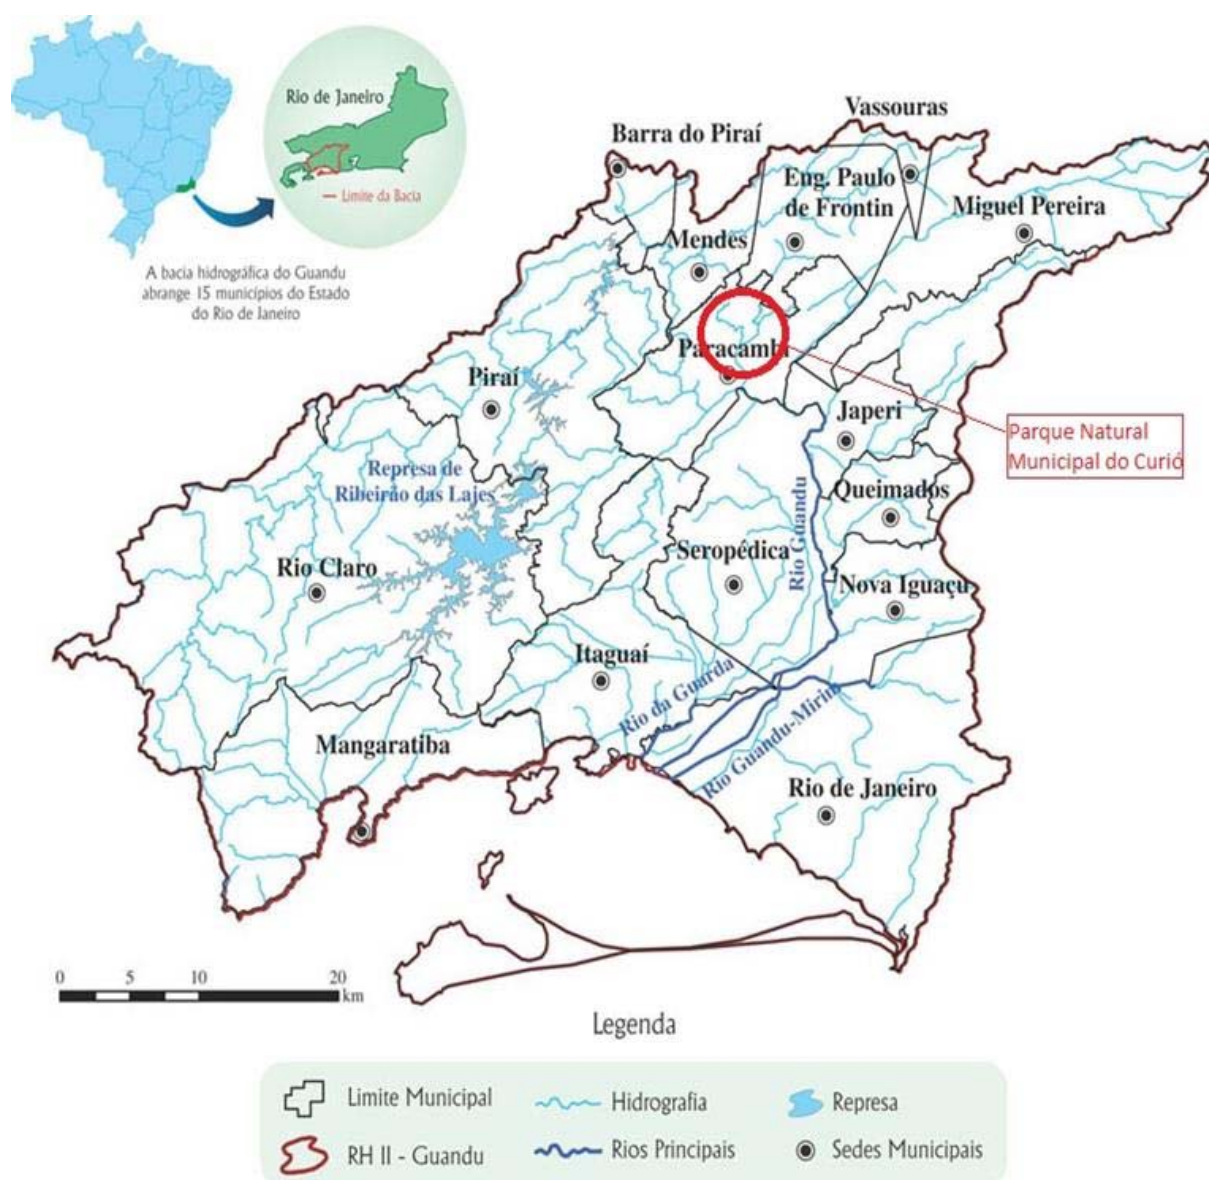 Rio de Janeiro
Limite da Bacia
A bacia hidrográfica do Guandu
abrange 15 municípios do Estado
do Rio de Janeiro
Vassouras
Barra do Piraí
Eng. Paulo
de Frontin
Miguel Pereira
Mendes
Paracambi
Piraí
Japeri
Parque Natural
Municipal do Curió
Represa de
Ribeirão das Lajes
Queimados
Rio Guandu
Seropédica
Rio Claro
Nova Iguaçu
Itaguaí
Rio da Guarda
Mangaratiba
Rio Guandu-Mirim
Rio de Janeiro
0 5 10 20
km
Legenda
Limite Municipal
Hidrografia
Represa
RH II - Guandu
Rios Principais
Sedes Municipais